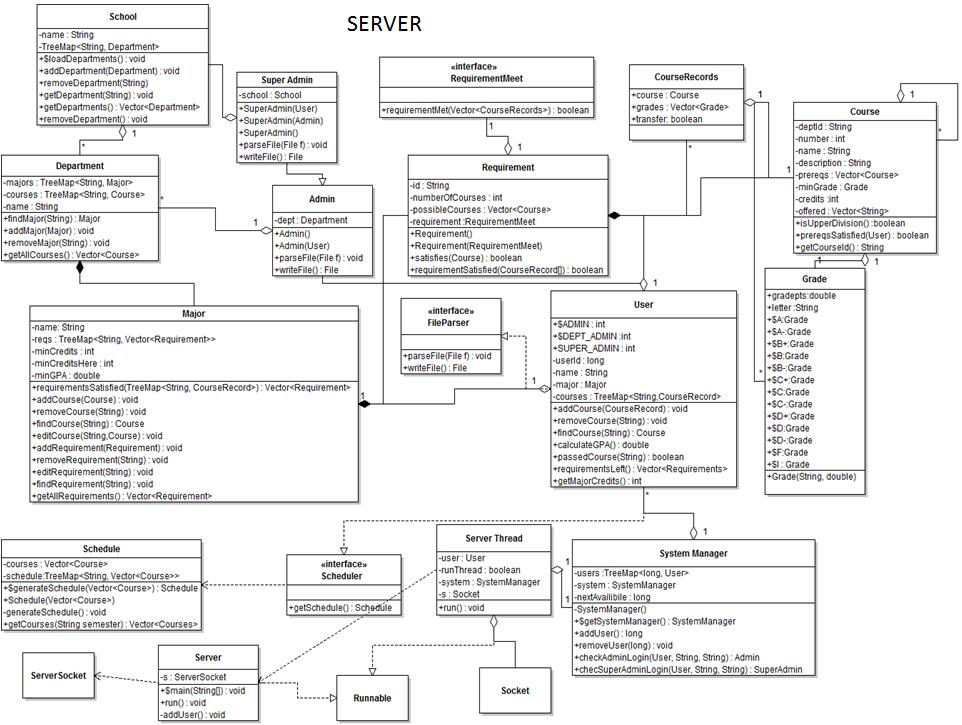 SERVER
School
-name : String
-TreeMap<String, Department>
+$loadDepartments() : void
+addDepartment(Department) : void
+removeDepartment(String)
+getDepartment(String) : void
+getDepartments() : Vector<Department>
+removeDepartment() : void
1
*
Super Admin
-school : School
+SuperAdmin(User)
+SuperAdmin(Admin)
+SuperAdmin()
+parseFile(File f) : void
+writeFile() : File
«interface»
RequirementMeet
+requirementMet(Vector<CourseRecords>) : boolean
1
1
CourseRecords
+course : Course
+grades : Vector<Grade>
+transfer: boolean
1
*
1
Course
-deptId : String
-number : int
-name : String
-description : String
-prereqs : Vector<Course>
-minGrade : Grade
-credits : int
-offered : Vector<String>
+isUpperDivision() : boolean
+prereqsSatisfied(User) : boolean
+getCourseId() : String
1
*
1
1
Department
-majors : TreeMap<String, Major>
-courses : TreeMap<String, Course>
-name : String
+findMajor(String) : Major
+addMajor(Major) : void
+removeMajor(String) : void
+getAllCourses() : Vector<Course>
*
1
Admin
-dept : Department
+Admin()
+Admin(User)
+parseFile(File f) : void
+writeFile() : File
Requirement
-id : String
-numberOfCourses : int
-possibleCourses : Vector<Course>
-requirement :RequirementMeet
+Requirement()
+Requirement(RequirementMeet)
+satisfies(Course) : boolean
+requirementSatisfied(CourseRecord[]) : boolean
Grade
+gradepts:double
+letter :String
+$A:Grade
+$A-:Grade
+$B+:Grade
+$B:Grade
+$B-:Grade
+$C+:Grade
+$C:Grade
+$C-:Grade
+$D+:Grade
+$D:Grade
+$D-:Grade
+$F:Grade
+$I : Grade
+Grade(String, double)
*
Major
-name: String
-reqs : TreeMap<String, Vector<Requirement>>
-minCredits : int
-minCreditsHere : int
-minGPA : double
+requirementsSatisfied(TreeMap<String, CourseRecord>) : Vector<Requirement>
+addCourse(Course) : void
+removeCourse(String) : void
+findCourse(String) : Course
+editCourse(String,Course) : void
+addRequirement(Requirement) : void
+removeRequirement(String) : void
+editRequirement(String) : void
+findRequirement(String) : void
+getAllRequirements() : Vector<Requirement>
1
«interface»
FileParser
+parseFile(File f) : void
+writeFile() : File
1
1
User
+$ADMIN : int
+$DEPT_ADMIN :int
+SUPER_ADMIN : int
-userId : long
-name : String
-major : Major
-courses : TreeMap<String,CourseRecord>
+addCourse(CourseRecord) : void
+removeCourse(String) : void
+findCourse(String) : Course
+calculateGPA() : double
+passedCourse(String) : boolean
+requirementsLeft() : Vector<Requirements>
+getMajorCredits() : int
*
1
Schedule
-courses : Vector<Course>
-schedule:TreeMap<String, Vector<Course>>
+$generateSchedule(Vector<Course>) : Schedule
+Schedule(Vector<Course>)
-generateSchedule() : void
+getCourses(String semester) : Vector<Courses>
«interface»
Scheduler
+getSchedule() : Schedule
Server Thread
-user : User
-runThread : boolean
-system : SystemManager
-s : Socket
+run() : void
1
1
System Manager
-users :TreeMap<long, User>
-system : SystemManager
-nextAvailibile : long
-SystemManager()
+$getSystemManager() : SystemManager
+addUser() : long
+removeUser(long) : void
+checkAdminLogin(User, String, String) : Admin
+checSuperAdminLogin(User, String, String) : SuperAdmin
ServerSocket
Server
-s : ServerSocket
+$main(String[]) : void
+run() : void
-addUser() : void
Runnable
Socket